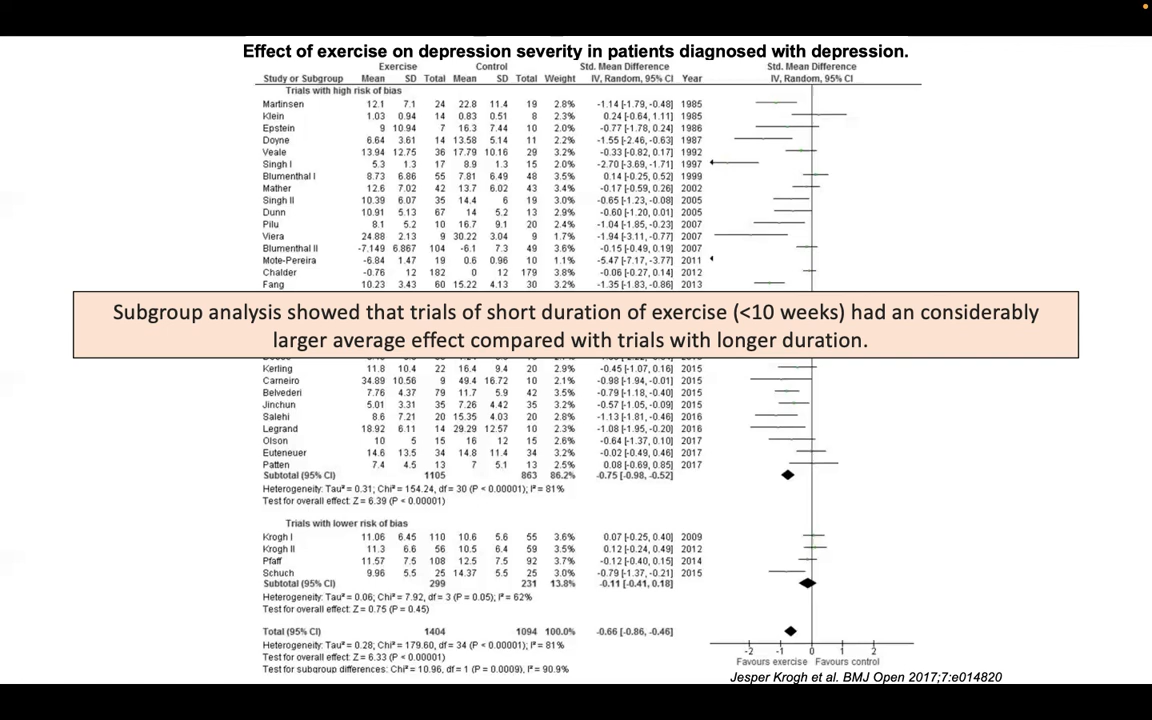 Effect of exercise on depression severity in patients diagnosed with depression.
Exercise Control Std. Mean Difference Std. Mean Difference
Study or Subgroup Mean SD Total Mean SD Total Weight IV, Random, 95% CI Year IV, Random, 95% CI
Trials with high risk of bias
Martinsen 12.1 7.1 24 22.8 11.4 19 2.8% -1.14 [-1.79, -0.48] 1985
Klein 1.03 0.94 14 0.83 0.51 8 2.3% 0.24 [-0.64, 1.11] 1985
Epstein 9 10.94 7 16.3 7.44 10 2.0% -0.77 [-1.78, 0.24] 1986
Doyne 6.64 3.61 14 13.58 5.14 11 2.2% -1.55 [-2.46, -0.63] 1987
Veale 13.94 12.75 36 17.79 10.16 29 3.2% -0.33 [-0.82, 0.17] 1992
Singh I 5.3 1.3 17 8.9 1.3 15 2.0% -2.70 [-3.69, -1.71] 1997
Blumenthal I 8.73 6.86 55 7.81 6.49 48 3.5% 0.14 [-0.25, 0.52] 1999
Mather 12.6 7.02 42 13.7 6.02 43 3.4% -0.17 [-0.59, 0.26] 2002
Singh II 10.39 6.07 35 14.4 6 19 3.0% -0.65 [-1.23, -0.08] 2005
Dunn 10.91 5.13 67 14 5.2 13 2.9% -0.60 [-1.20, 0.01] 2005
Pilu 8.1 5.2 10 16.7 9.1 20 2.5% -1.04 [-1.85, -0.23] 2007
Viera 24.88 2.13 9 30.22 3.04 9 1.7% -1.94 [-3.11, -0.77] 2007
Blumenthal II -7.149 6.867 104 -6.1 7.3 49 3.6% -0.15 [-0.49, 0.19] 2007
Mote-Pereira -6.84 1.47 19 0.6 0.96 10 1.1% -5.47 [-7.17, -3.77] 2011
Chalder -0.76 12 182 0 12 179 3.8% -0.06 [-0.27, 0.14] 2012
Fang 10.23 3.43 60 15.22 4.13 30 3.2% -1.35 [-1.83, -0.86] 2013
Subgroup analysis showed that trials of short duration of exercise (<10 weeks) had an considerably
larger average effect compared with trials with longer duration.
Kerling 11.8 10.4 22 16.4 9.4 20 2.9% -0.45 [-1.07, 0.16] 2015
Carneiro 34.89 10.56 9 49.4 16.72 10 2.1% -0.98 [-1.94, -0.01] 2015
Belvederi 7.76 4.37 79 11.7 5.9 42 3.4% -0.79 [-1.18, -0.40] 2015
Jinchun 5.01 3.31 35 7.26 4.42 35 3.2% -0.57 [-1.05, -0.09] 2015
Salehi 8.6 7.21 20 15.35 4.03 20 2.8% -1.13 [-1.81, -0.46] 2016
Legrand 18.92 6.11 14 29.29 12.57 10 2.3% -1.08 [-1.95, -0.20] 2016
Olson 10 5 15 16 12 15 2.6% -0.64 [-1.37, 0.10] 2017
Euteneuer 14.6 13.5 34 14.8 11.4 34 3.2% -0.02 [-0.49, 0.46] 2017
Patten 7.4 4.5 13 7 5.1 13 2.5% 0.08 [-0.69, 0.85] 2017
Subtotal (95% CI) 1105 863 86.2% -0.75 [-0.98, -0.52]
Heterogeneity: Tau² = 0.31; Chi² = 154.24, df = 30 (P < 0.00001); I² = 81%
Test for overall effect: Z = 6.39 (P < 0.00001)
Trials with lower risk of bias
Krogh I 11.06 6.45 110 10.6 5.6 55 3.6% 0.07 [-0.25, 0.40] 2009
Krogh II 11.3 6.6 56 10.5 6.4 59 3.5% 0.12 [-0.24, 0.49] 2012
Pfaff 11.57 7.5 108 12.5 7.5 92 3.7% -0.12 [-0.40, 0.15] 2014
Schuch 9.96 5.5 25 14.37 5.5 25 3.0% -0.79 [-1.37, -0.21] 2015
Subtotal (95% CI) 299 231 13.8% -0.11 [-0.41, 0.18]
Heterogeneity: Tau² = 0.06; Chi² = 7.92, df = 3 (P = 0.05); I² = 62%
Test for overall effect: Z = 0.75 (P = 0.45)
Total (95% CI) 1404 1094 100.0% -0.66 [-0.86, -0.46]
Heterogeneity: Tau² = 0.28; Chi² = 179.60, df = 34 (P < 0.00001); I² = 81%
Test for overall effect: Z = 6.33 (P < 0.00001)
Test for subgroup differences: Chi² = 10.96, df = 1 (P = 0.0009), I² = 90.9%
-2 -1 0 1 2
Favours exercise Favours control
Jesper Krogh et al. BMJ Open 2017;7:e014820